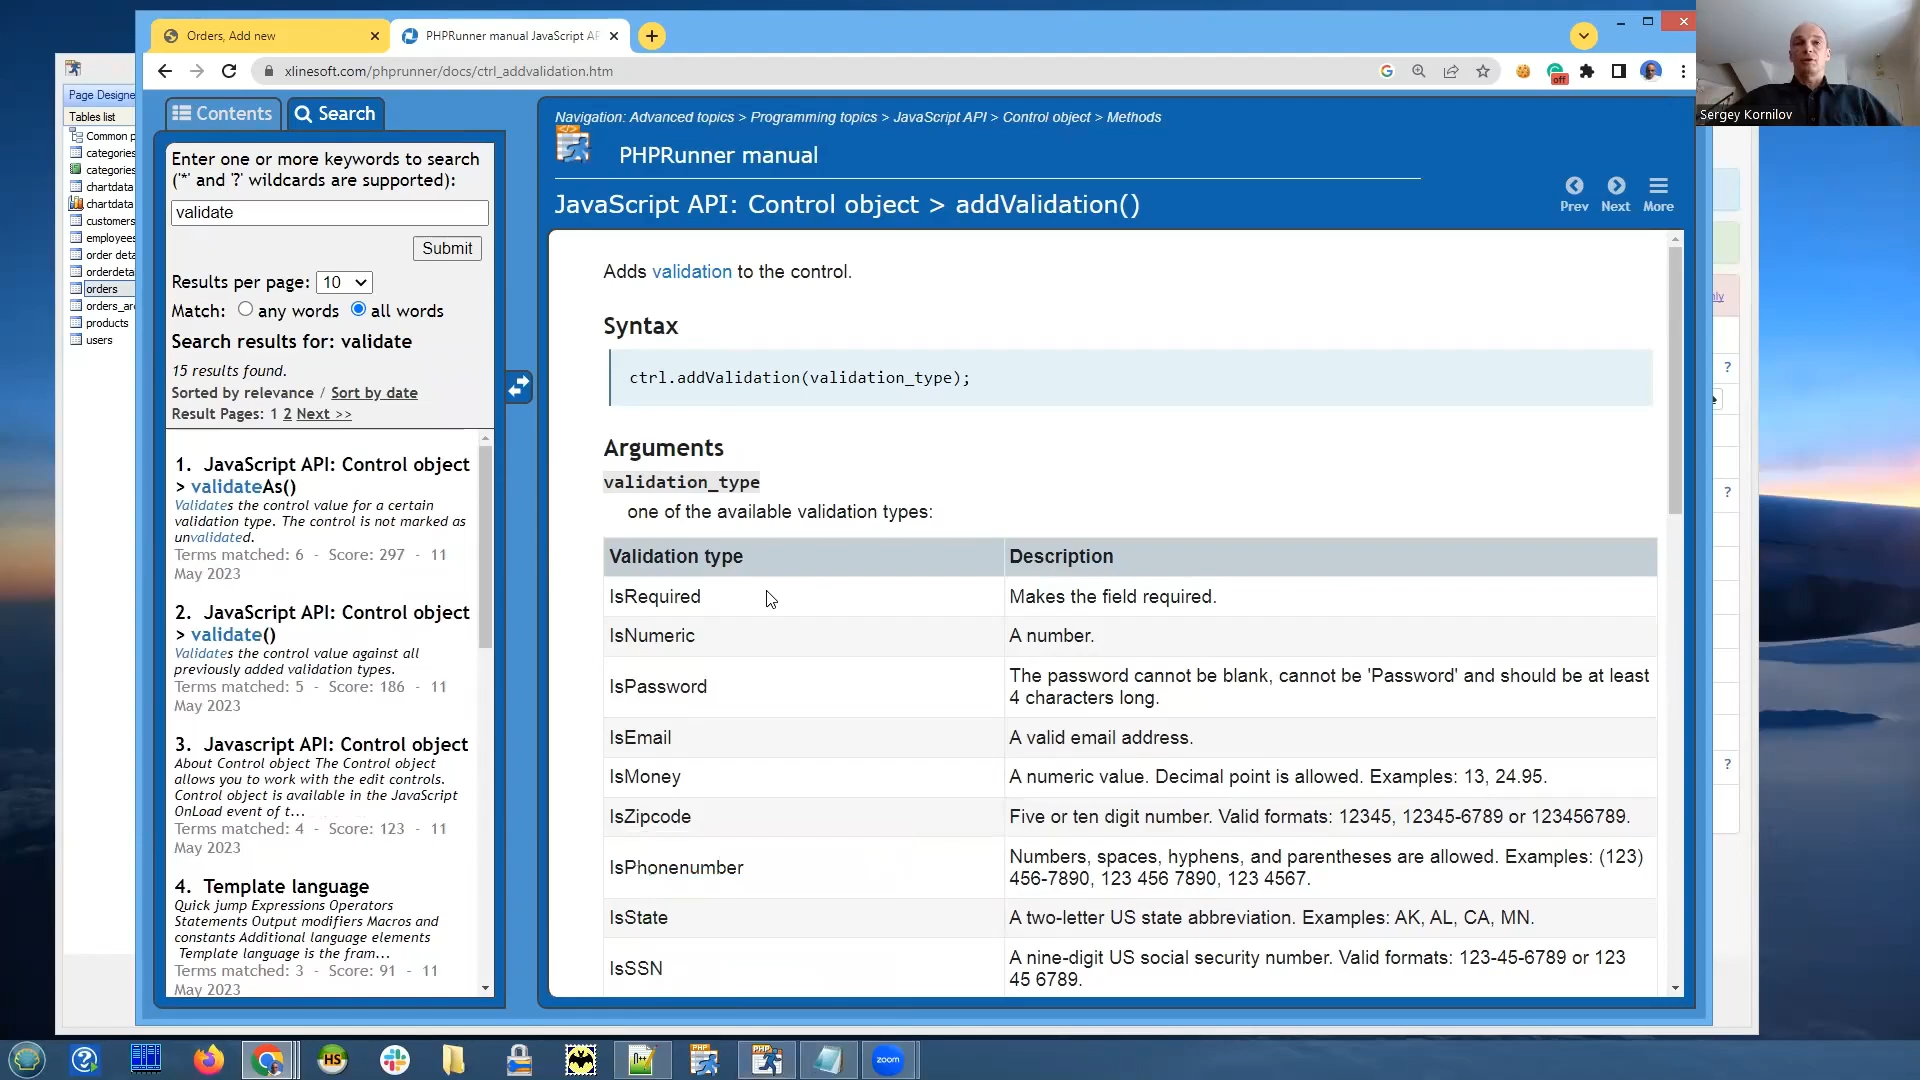 Orders, Add new
PHPRunner manual JavaScript AP
Sergey Kornilov
xlinesoft.com/phprunner/docs/ctrl_addvalidation.htm
off
Page Designe
Tables list
Common p
categories
categories
chartdata
chartdata
customers
employees
order deta
orderdeta
orders
orders_arc
products
users
Contents
Search
Enter one or more keywords to search
('*' and '?' wildcards are supported):
validate
Submit
Results per page: 10
Match: any words all words
Search results for: validate
15 results found.
Sorted by relevance / Sort by date
Result Pages: 1 2 Next >>
1. JavaScript API: Control object
> validateAs()
Validates the control value for a certain
validation type. The control is not marked as
unvalidated.
Terms matched: 6 - Score: 297 - 11
May 2023
2. JavaScript API: Control object
> validate()
Validates the control value against all
previously added validation types.
Terms matched: 5 - Score: 186 - 11
May 2023
3. Javascript API: Control object
About Control object The Control object
allows you to work with the edit controls.
Control object is available in the JavaScript
OnLoad event of t...
Terms matched: 4 - Score: 123 - 11
May 2023
4. Template language
Quick jump Expressions Operators
Statements Output modifiers Macros and
constants Additional language elements
Template language is the fram...
Terms matched: 3 - Score: 91 - 11
May 2023
Navigation: Advanced topics > Programming topics > JavaScript API > Control object > Methods
PHPRunner manual
JavaScript API: Control object > addValidation()
Prev Next More
Adds validation to the control.
Syntax
ctrl.addValidation(validation_type);
Arguments
validation_type
one of the available validation types:
Validation type Description
IsRequired Makes the field required.
IsNumeric A number.
IsPassword The password cannot be blank, cannot be 'Password' and should be at least
4 characters long.
IsEmail A valid email address.
IsMoney A numeric value. Decimal point is allowed. Examples: 13, 24.95.
IsZipcode Five or ten digit number. Valid formats: 12345, 12345-6789 or 123456789.
IsPhonenumber Numbers, spaces, hyphens, and parentheses are allowed. Examples: (123)
456-7890, 123 456 7890, 123 4567.
IsState A two-letter US state abbreviation. Examples: AK, AL, CA, MN.
IsSSN A nine-digit US social security number. Valid formats: 123-45-6789 or 123
45 6789.
?
?
?
HS
PHP
PHP
zoom